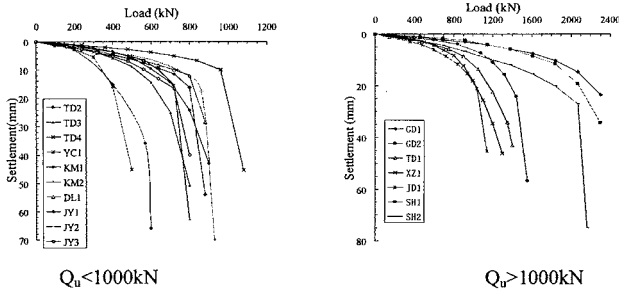 Load (kN)
0 200 400 600 800 1000 1200
0
10
20
30
40
50
60
70
Settlement(mm)
TD2
TD3
TD4
YC1
KM1
KM2
DL1
JY1
JY2
JY3
Qu<1000kN
Load (kN)
0 400 800 1200 1600 2000 2400
0
20
40
60
80
Settlement (mm)
GD1
GD2
TD1
XZ1
JD1
SH1
SH2
Qu>1000kN